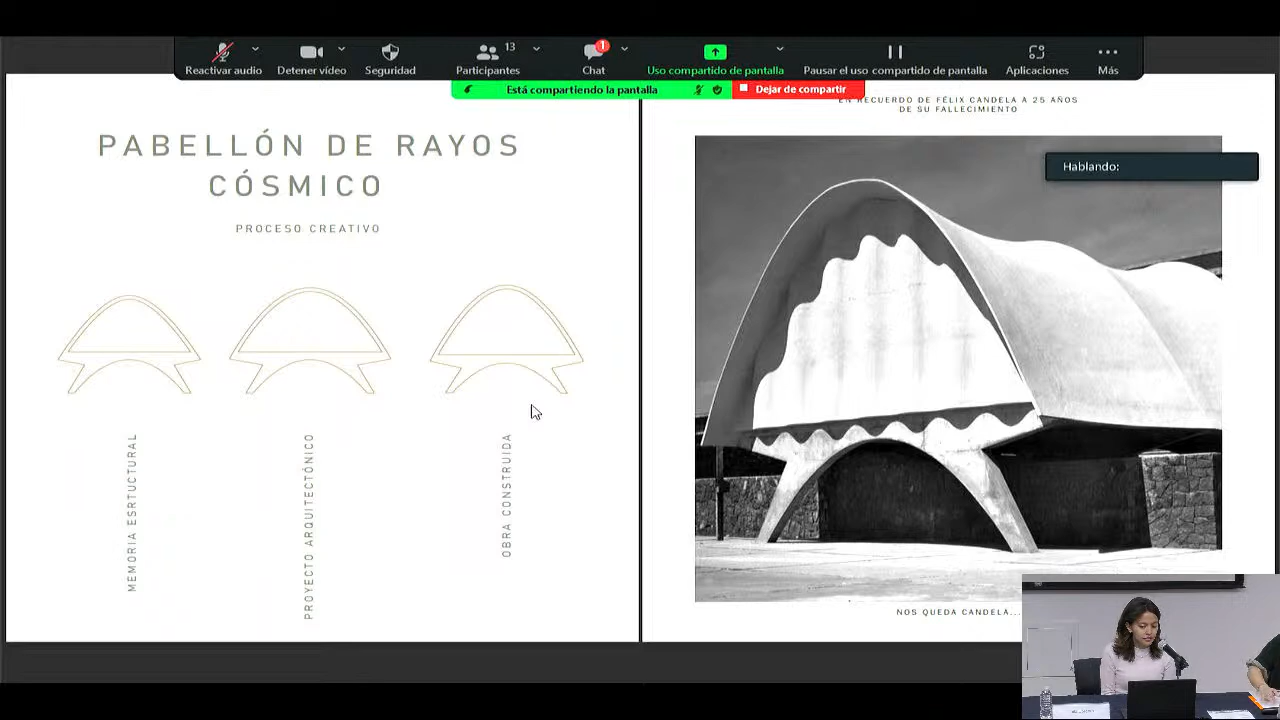 Reactivar audio
Detener vídeo
Seguridad
13
Participantes
1
Chat
Uso compartido de pantalla
Pausar el uso compartido de pantalla
Aplicaciones
Más
Está compartiendo la pantalla
Dejar de compartir
PABELLÓN DE RAYOS
CÓSMICO
PROCESO CREATIVO
MEMORIA ESRTUCTURAL
PROYECTO ARQUITECTÓNICO
OBRA CONSTRUIDA
EN RECUERDO DE FÉLIX CANDELA A 25 AÑOS
DE SU FALLECIMIENTO
Hablando:
NOS QUEDA CANDELA...